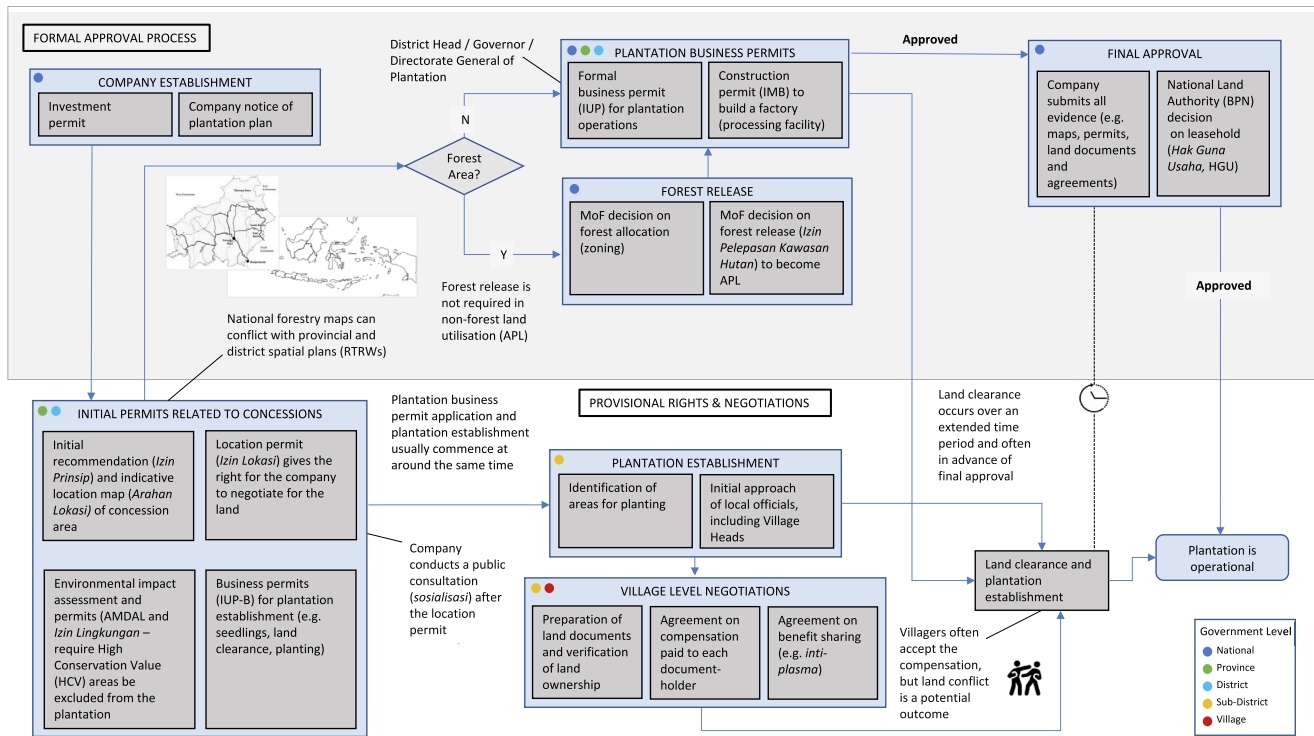 FORMAL APPROVAL PROCESS
COMPANY ESTABLISHMENT
Investment
permit
Company notice of
plantation plan
District Head / Governor /
Directorate General of
Plantation
PLANTATION BUSINESS PERMITS
Formal
business permit
(IUP) for plantation
operations
Construction
permit (IMB) to
build a factory
(processing facility)
Approved
FINAL APPROVAL
Company
submits all
evidence (e.g.
maps, permits,
land documents
and
agreements)
National Land
Authority (BPN)
decision
on leasehold
(Hak Guna
Usaha, HGU)
N
Forest
Area?
Y
FOREST RELEASE
MoF decision on
forest allocation
(zoning)
MoF decision on
forest release (Izin
Pelepasan Kawasan
Hutan) to become
APL
Forest release is
not required in
non-forest land
utilisation (APL)
Approved
National forestry maps can
conflict with provincial and
district spatial plans (RTRWs)
INITIAL PERMITS RELATED TO CONCESSIONS
Initial
recommendation (Izin
Prinsip) and indicative
location map (Arahan
Lokasi) of concession
area
Location permit
(Izin Lokasi) gives the
right for the company
to negotiate for the
land
Environmental impact
assessment and
permits (AMDAL and
Izin Lingkungan –
require High
Conservation Value
(HCV) areas be
excluded from the
plantation
Business permits
(IUP-B) for plantation
establishment (e.g.
seedlings, land
clearance, planting)
Plantation business
permit application and
plantation establishment
usually commence at
around the same time
PROVISIONAL RIGHTS & NEGOTIATIONS
PLANTATION ESTABLISHMENT
Identification of
areas for planting
Initial approach
of local officials,
including Village
Heads
Company
conducts a public
consultation
(sosialisasi) after
the location
permit
VILLAGE LEVEL NEGOTIATIONS
Preparation of
land documents
and verification of
land
ownership
Agreement on
compensation
paid to each
document-
holder
Agreement on
benefit sharing
(e.g. inti-
plasma)
Land clearance
occurs over an
extended time
period and often
in advance of
final approval
Land clearance and
plantation
establishment
Plantation is
operational
Villagers often
accept the
compensation,
but land conflict
is a potential
outcome
Government Level
National
Province
District
Sub-District
Village